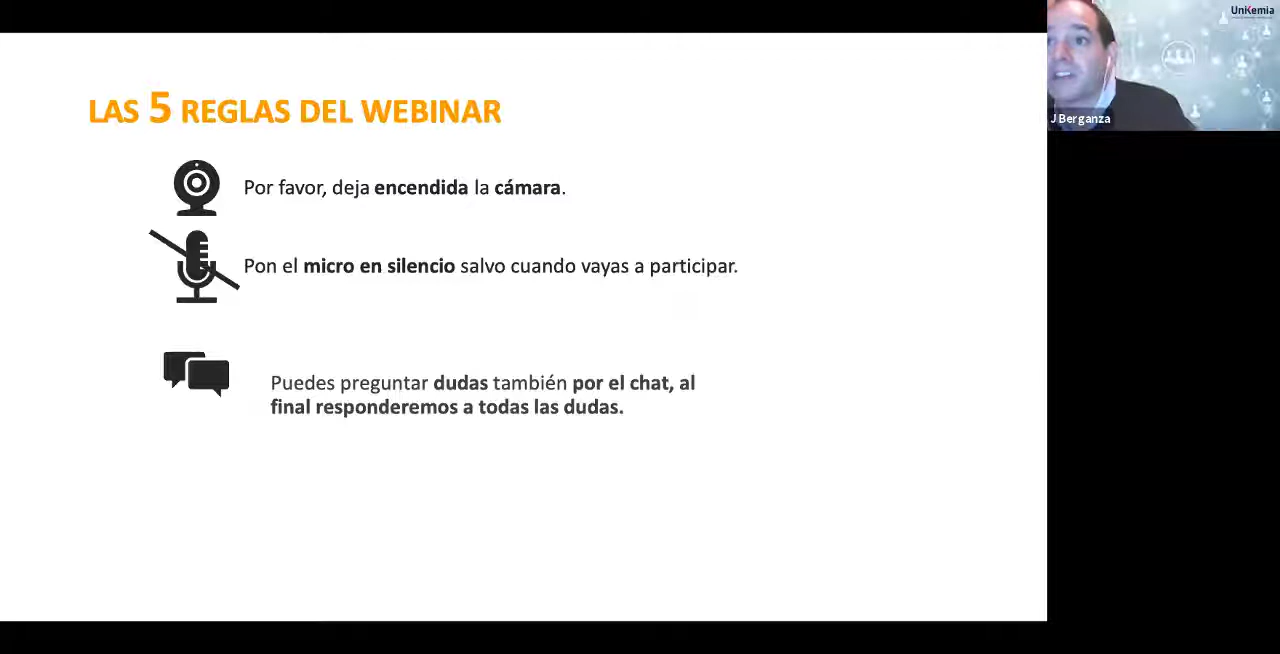 LAS 5 REGLAS DEL WEBINAR
Por favor, deja encendida la cámara.
Pon el micro en silencio salvo cuando vayas a participar.
Puedes preguntar dudas también por el chat, al
final responderemos a todas las dudas.
UniKemia
J Berganza